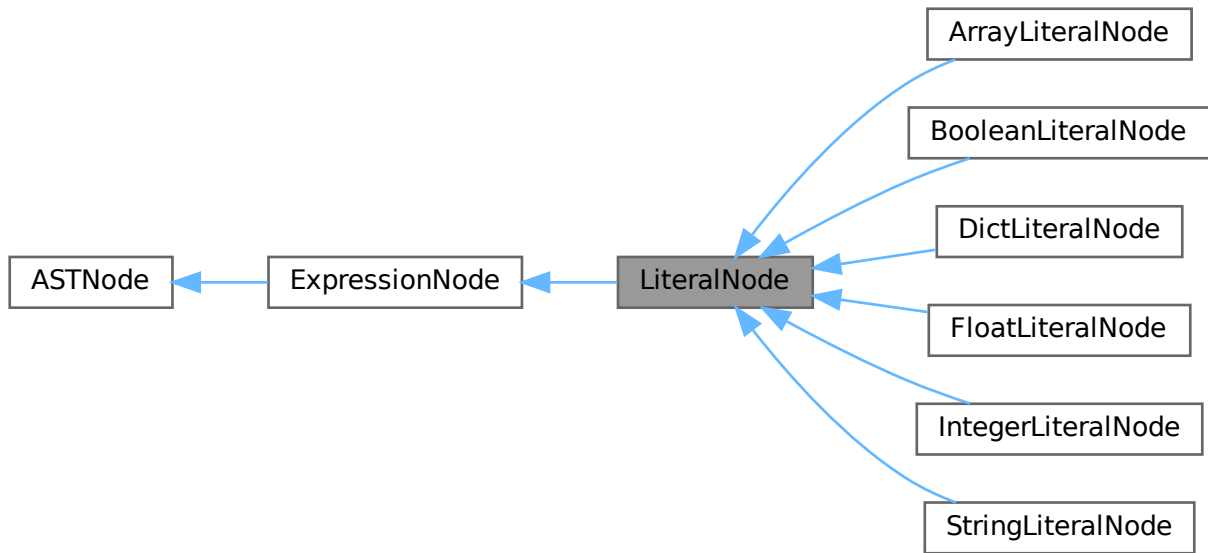 ASTNode
ExpressionNode
LiteralNode
ArrayLiteralNode
BooleanLiteralNode
DictLiteralNode
FloatLiteralNode
IntegerLiteralNode
StringLiteralNode